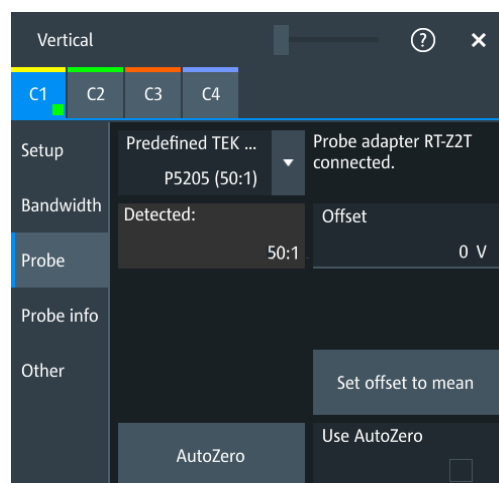 Vertical
?
C1
C2
C3
C4
Setup
Bandwidth
Probe
Probe info
Other
Predefined TEK ...
P5205 (50:1)
Probe adapter RT-Z2T
connected.
Detected:
50:1
Offset
0 V
Set offset to mean
AutoZero
Use AutoZero